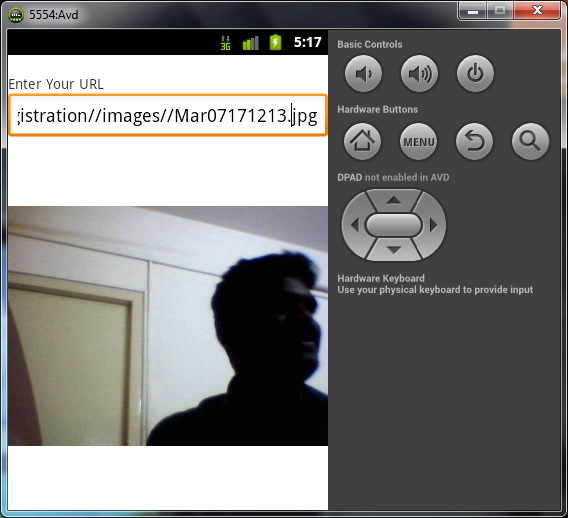 5554:Avd
3G
5:17
Enter Your URL
istration//images//Mar07171213.jpg
Basic Controls
Hardware Buttons
MENU
DPAD not enabled in AVD
Hardware Keyboard
Use your physical keyboard to provide input